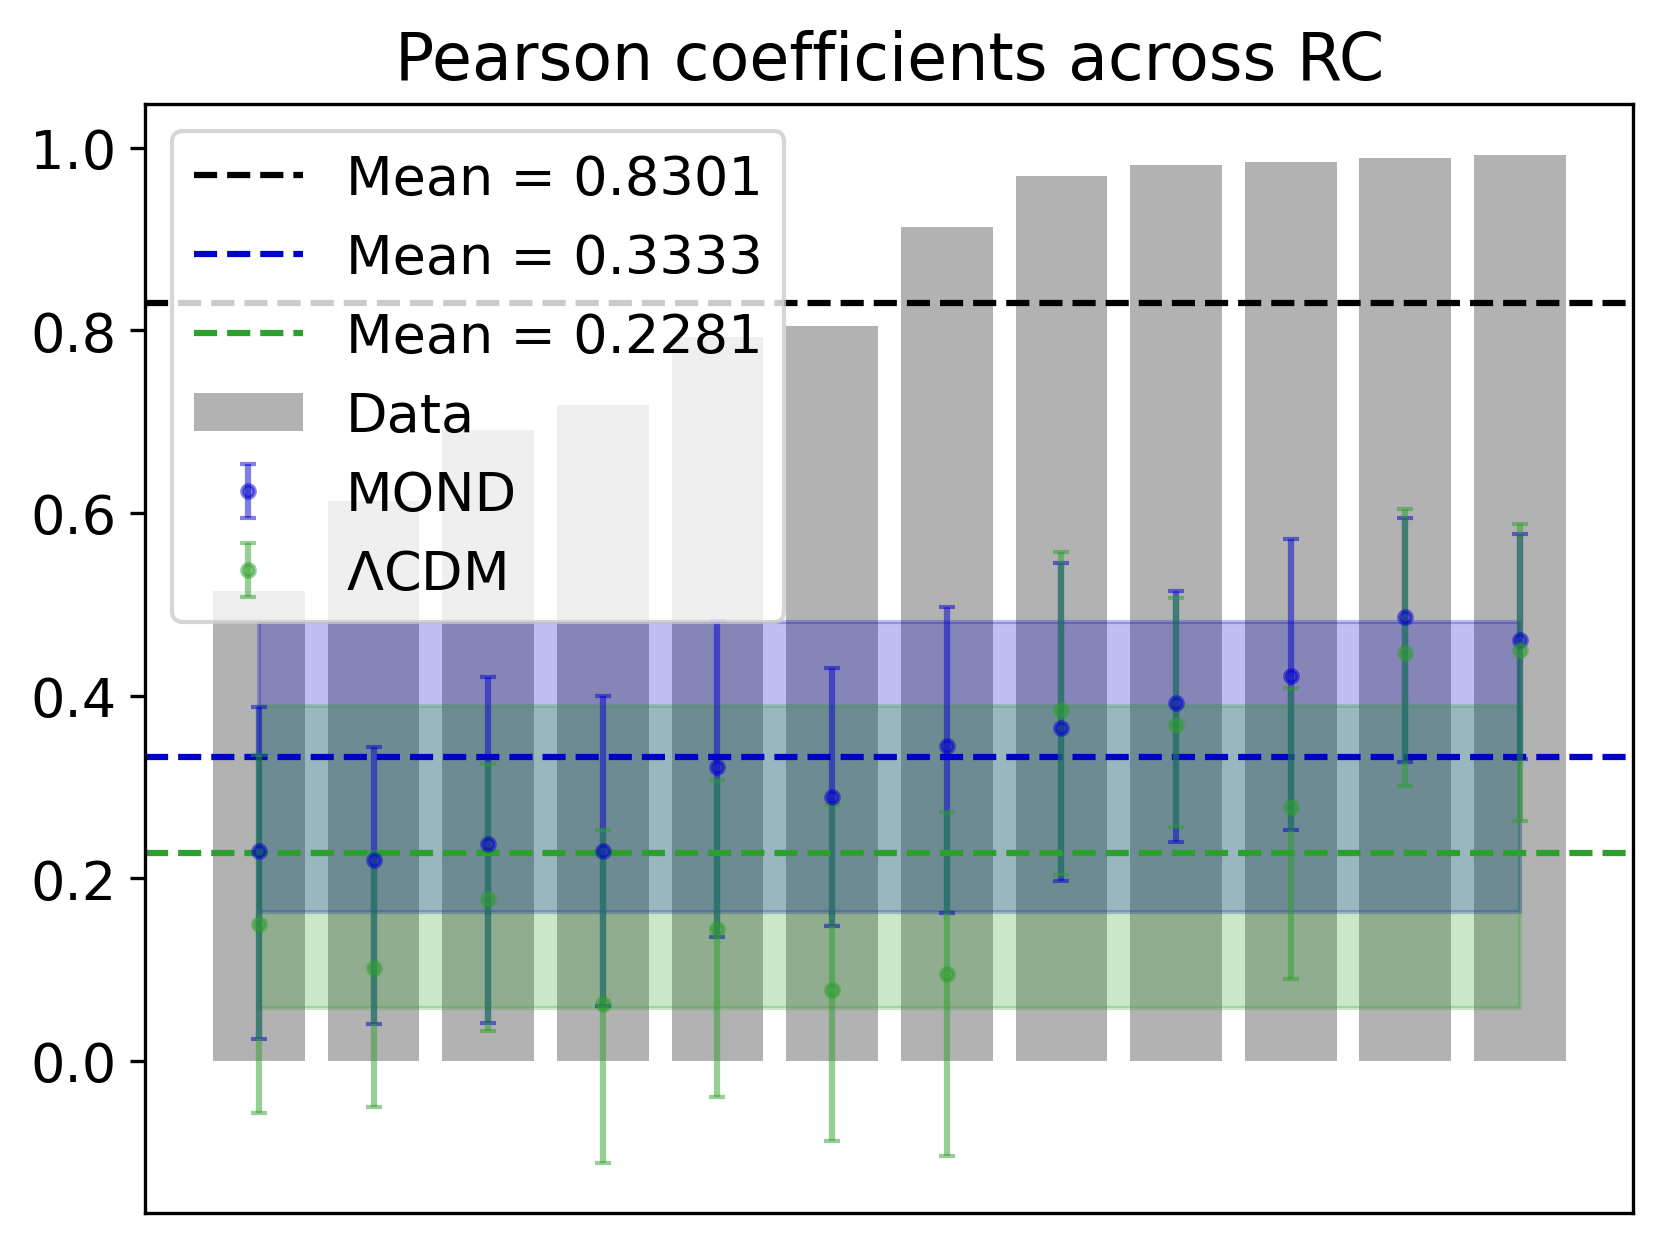 Pearson coefficients across RC
1.0
0.8
0.6
0.4
0.2
0.0
Mean = 0.8301
Mean = 0.3333
Mean = 0.2281
Data
MOND
ΛCDM